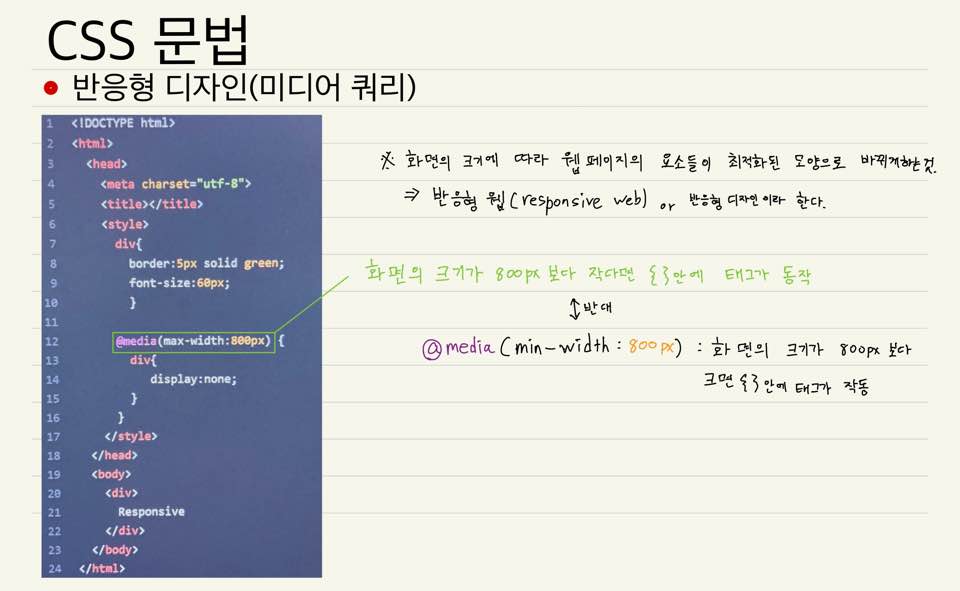 CSS 문법
반응형 디자인(미디어 쿼리)
1 <!DOCTYPE html>
2 <html>
3 <head>
4 <meta charset="utf-8">
5 <title></title>
6 <style>
7 div{
8 border:5px solid green;
9 font-size:60px;
10 }
11
12 @media(max-width:800px) {
13 div{
14 display:none;
15 }
16 }
17 </style>
18 </head>
19 <body>
20 <div>
21 Responsive
22 </div>
23 </body>
24 </html>
※ 화면의 크기에 따라 웹페이지의 요소들이 최적화된 모양으로 바뀌게하는것.
⇒ 반응형 웹(responsive web) or 반응형 디자인이라 한다.
화면의 크기가 800px 보다 작다면 {}안에 태그가 동작
↕반대
@media(min-width:800px) : 화면의 크기가 800px 보다
크면 {}안에 태그가 작동